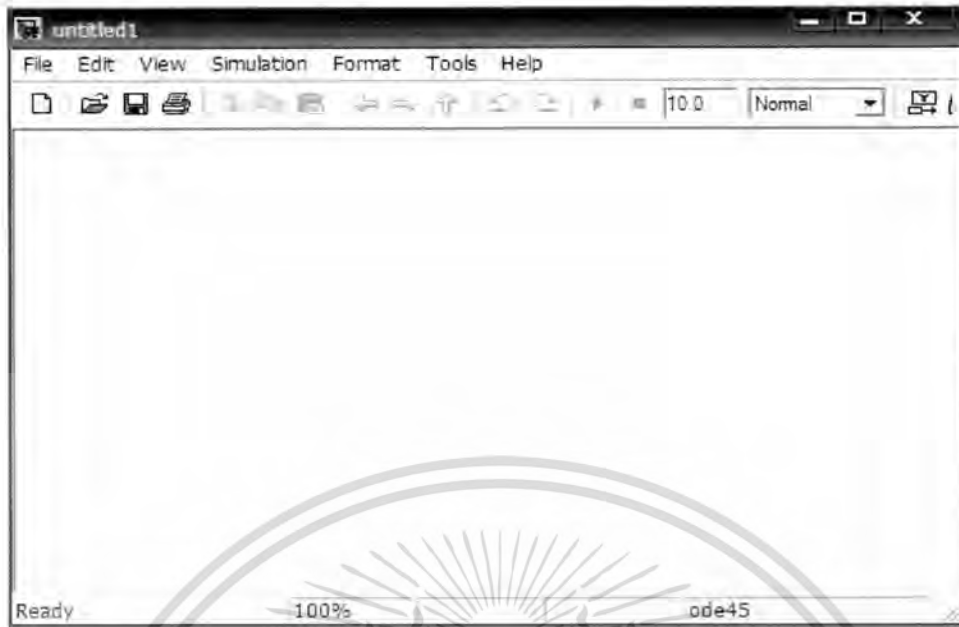 untitled1
File Edit View Simulation Format Tools Help
10.0 Normal
Ready 100% ode45